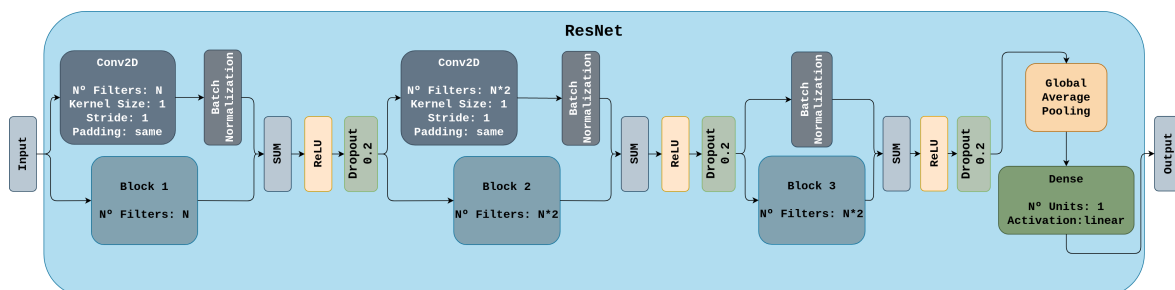 ResNet
Input
Conv2D
Nº Filters: N
Kernel Size: 1
Stride: 1
Padding: same
Batch
Normalization
Block 1
Nº Filters: N
SUM
ReLU
Dropout
0.2
Conv2D
Nº Filters: N*2
Kernel Size: 1
Stride: 1
Padding: same
Batch
Normalization
Block 2
Nº Filters: N*2
SUM
ReLU
Dropout
0.2
Batch
Normalization
Block 3
Nº Filters: N*2
SUM
ReLU
Dropout
0.2
Global
Average
Pooling
Dense
Nº Units: 1
Activation:linear
Output